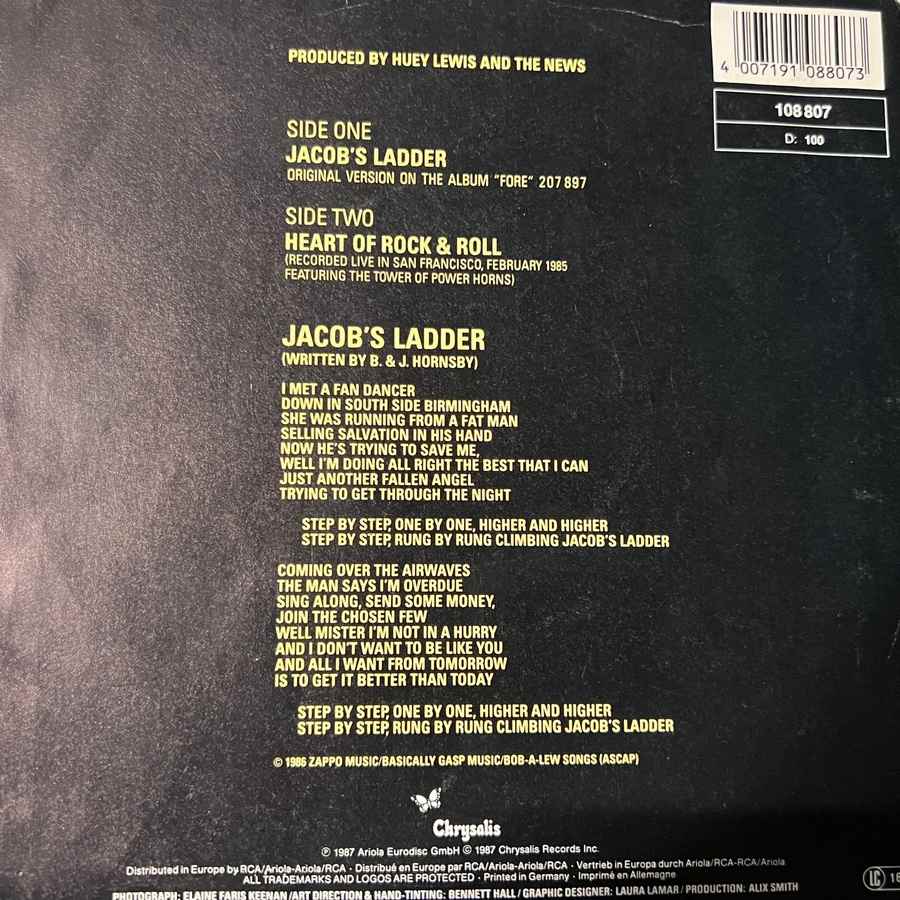 4 007191 088073
108 807
D: 100
PRODUCED BY HUEY LEWIS AND THE NEWS
SIDE ONE
JACOB'S LADDER
ORIGINAL VERSION ON THE ALBUM "FORE" 207 897
SIDE TWO
HEART OF ROCK & ROLL
(RECORDED LIVE IN SAN FRANCISCO, FEBRUARY 1985
FEATURING THE TOWER OF POWER HORNS)
JACOB'S LADDER
(WRITTEN BY B. & J. HORNSBY)
I MET A FAN DANCER
DOWN IN SOUTH SIDE BIRMINGHAM
SHE WAS RUNNING FROM A FAT MAN
SELLING SALVATION IN HIS HAND
NOW HE'S TRYING TO SAVE ME,
WELL I'M DOING ALL RIGHT THE BEST THAT I CAN
JUST ANOTHER FALLEN ANGEL
TRYING TO GET THROUGH THE NIGHT
STEP BY STEP, ONE BY ONE, HIGHER AND HIGHER
STEP BY STEP, RUNG BY RUNG CLIMBING JACOB'S LADDER
COMING OVER THE AIRWAVES
THE MAN SAYS I'M OVERDUE
SING ALONG, SEND SOME MONEY,
JOIN THE CHOSEN FEW
WELL MISTER I'M NOT IN A HURRY
AND I DON'T WANT TO BE LIKE YOU
AND ALL I WANT FROM TOMORROW
IS TO GET IT BETTER THAN TODAY
STEP BY STEP, ONE BY ONE, HIGHER AND HIGHER
STEP BY STEP, RUNG BY RUNG CLIMBING JACOB'S LADDER
© 1986 ZAPPO MUSIC/BASICALLY GASP MUSIC/BOB-A-LEW SONGS (ASCAP)
Chrysalis
℗ 1987 Ariola Eurodisc GmbH © 1987 Chrysalis Records Inc.
Distributed in Europe by RCA/Ariola-Ariola/RCA · Distribué en Europe par RCA/Ariola-Ariola/RCA · Vertrieb in Europa durch Ariola/RCA-RCA/Ariola
ALL TRADEMARKS AND LOGOS ARE PROTECTED · Printed in Germany · Imprimé en Allemagne
LC 18
PHOTOGRAPH: ELAINE FARIS KEENAN/ART DIRECTION & HAND-TINTING: BENNETT HALL/GRAPHIC DESIGNER: LAURA LAMAR/PRODUCTION: ALIX SMITH